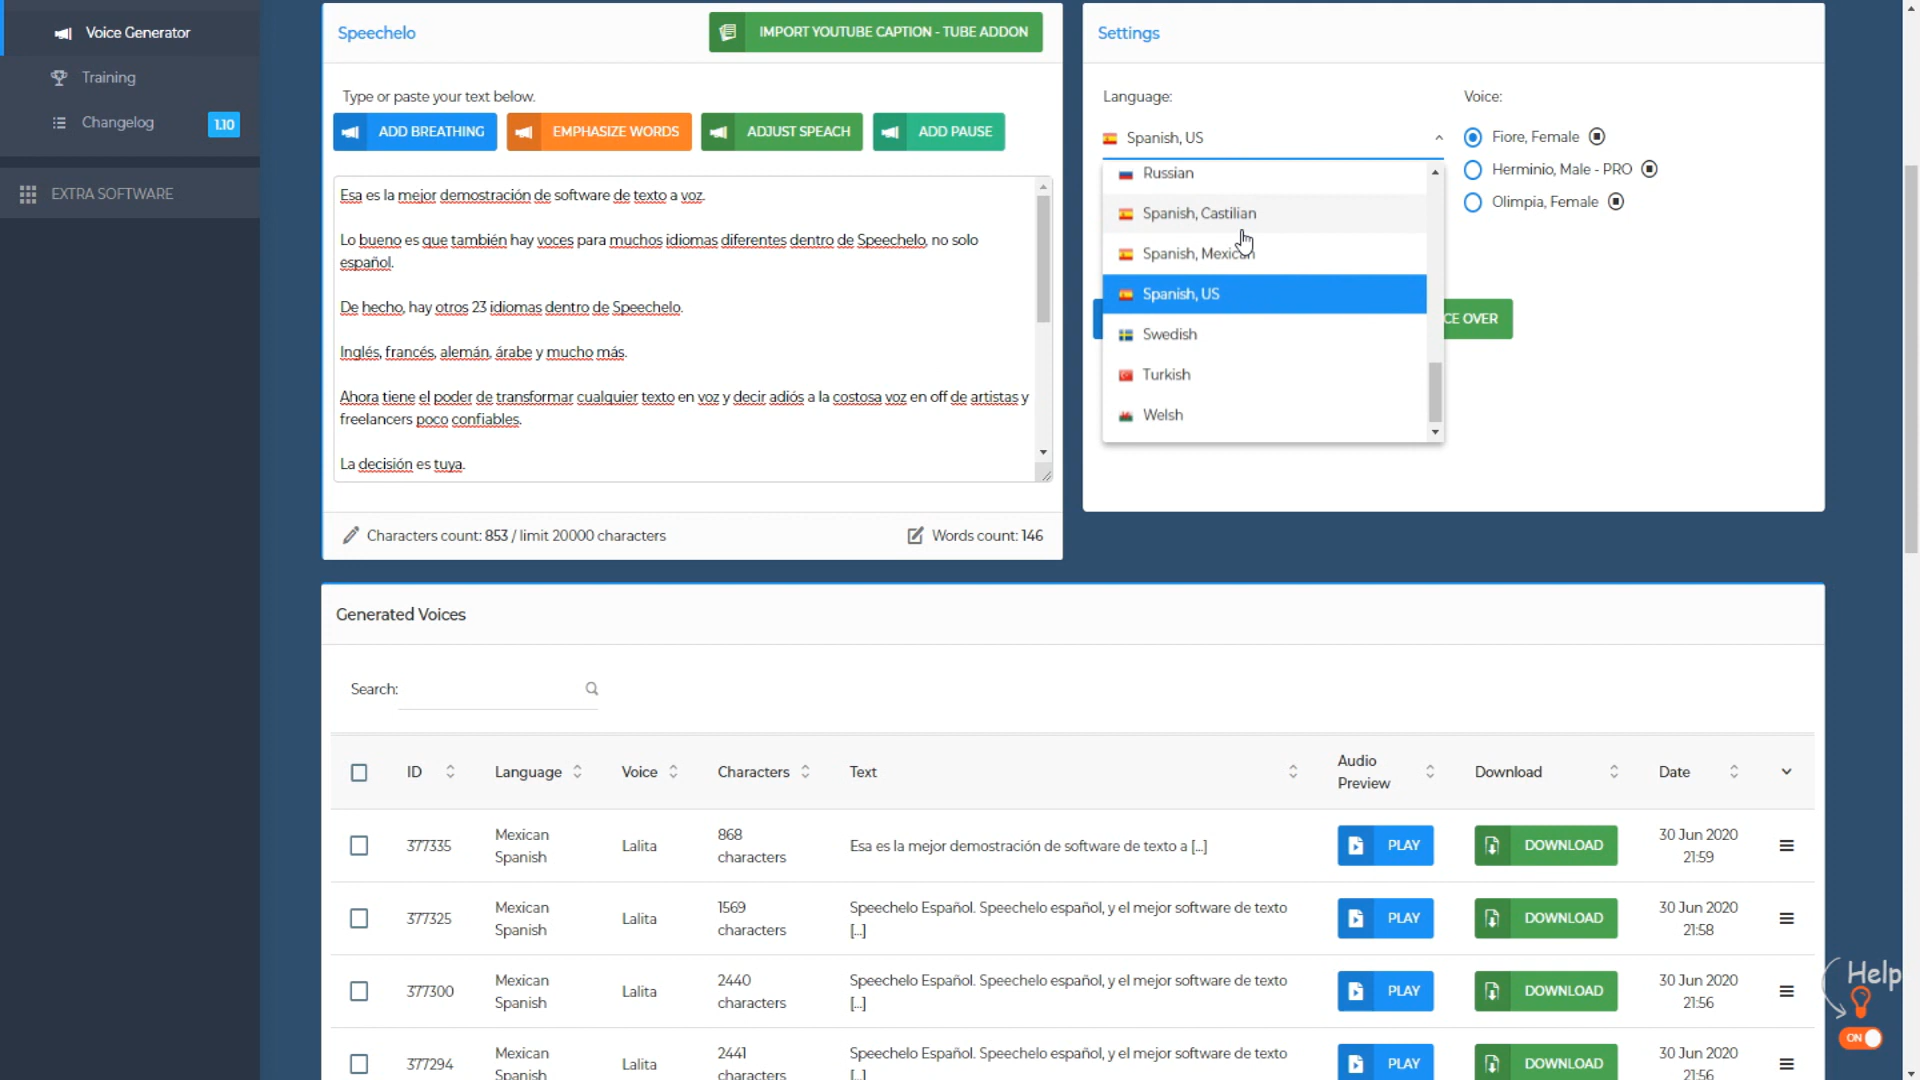 Voice Generator
Training
Changelog
1.10
EXTRA SOFTWARE
Speechelo
IMPORT YOUTUBE CAPTION - TUBE ADDON
Type or paste your text below.
ADD BREATHING
EMPHASIZE WORDS
ADJUST SPEACH
ADD PAUSE
Esa es la mejor demostración de software de texto a voz.
Lo bueno es que también hay voces para muchos idiomas diferentes dentro de Speechelo, no solo
español.
De hecho, hay otros 23 idiomas dentro de Speechelo.
Inglés, francés, alemán, árabe y mucho más.
Ahora tiene el poder de transformar cualquier texto en voz y decir adiós a la costosa voz en off de artistas y
freelancers poco confiables.
La decisión es tuya.
Characters count: 853 / limit 20000 characters
Words count: 146
Settings
Language:
Spanish, US
Russian
Spanish, Castilian
Spanish, Mexican
Spanish, US
Swedish
Turkish
Welsh
Voice:
Fiore, Female
Herminio, Male - PRO
Olimpia, Female
CE OVER
Generated Voices
Search:
ID Language Voice Characters Text Audio Preview Download Date
377335 Mexican Spanish Lalita 868 characters Esa es la mejor demostración de software de texto a [...] PLAY DOWNLOAD 30 Jun 2020 21:59
377325 Mexican Spanish Lalita 1569 characters Speechelo Español. Speechelo español, y el mejor software de texto [...] PLAY DOWNLOAD 30 Jun 2020 21:58
377300 Mexican Spanish Lalita 2440 characters Speechelo Español. Speechelo español, y el mejor software de texto [...] PLAY DOWNLOAD 30 Jun 2020 21:56
377294 Mexican Spanish Lalita 2441 characters Speechelo Español. Speechelo español, y el mejor software de texto [...] PLAY DOWNLOAD 30 Jun 2020 21:56
Help
ON